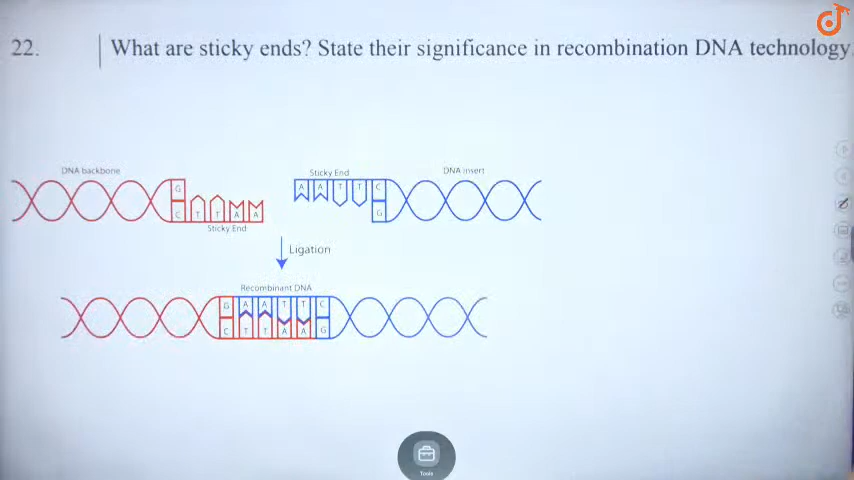 22. What are sticky ends? State their significance in recombination DNA technology
DNA backbone
Sticky End
DNA insert
G
A A T T C
C T T A A
G
Sticky End
Ligation
Recombinant DNA
G A A T T C
C T T A A G
Tools